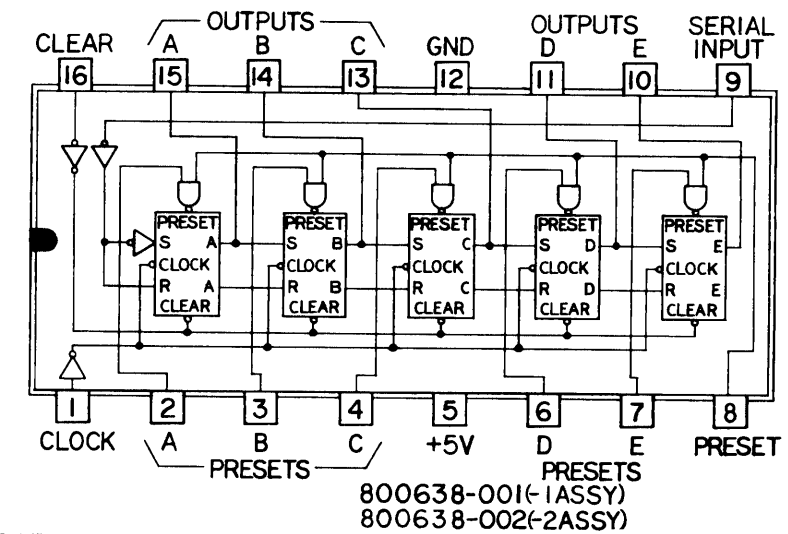 OUTPUTS
OUTPUTS
SERIAL
CLEAR A B C GND D E INPUT
16 15 14 13 12 11 10 9
PRESET PRESET PRESET PRESET PRESET
S A S B S C S D S E
CLOCK CLOCK CLOCK CLOCK CLOCK
R A R B R C R D R E
CLEAR CLEAR CLEAR CLEAR CLEAR
1 2 3 4 5 6 7 8
CLOCK A B C +5V D E PRESET
PRESETS
PRESETS
800638-001(-1ASSY)
800638-002(-2ASSY)